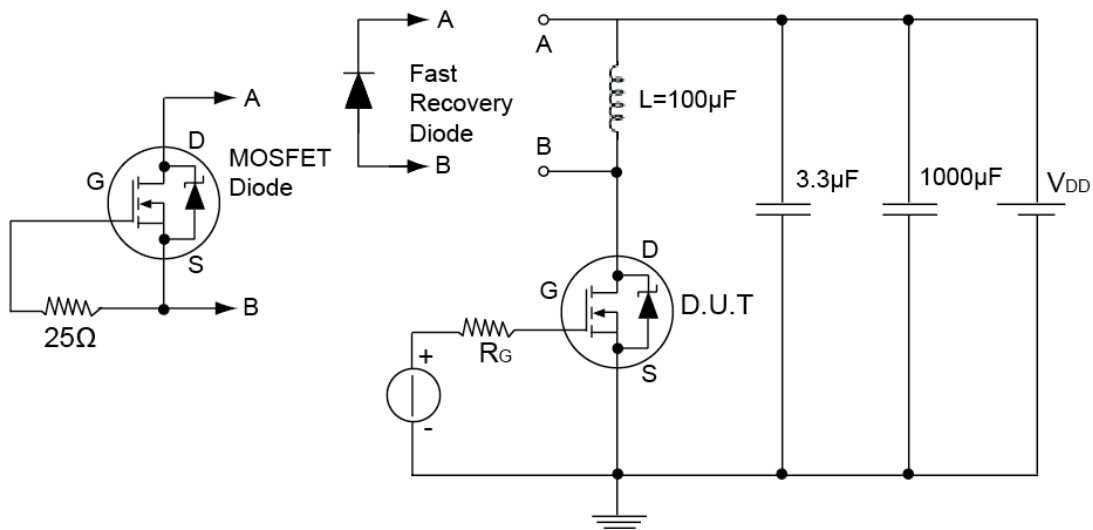 A
D
G
MOSFET
Diode
S
B
25Ω
A
Fast
Recovery
Diode
B
A
L=100μF
B
D
G
D.U.T
S
RG
+
-
3.3μF
1000μF
VDD